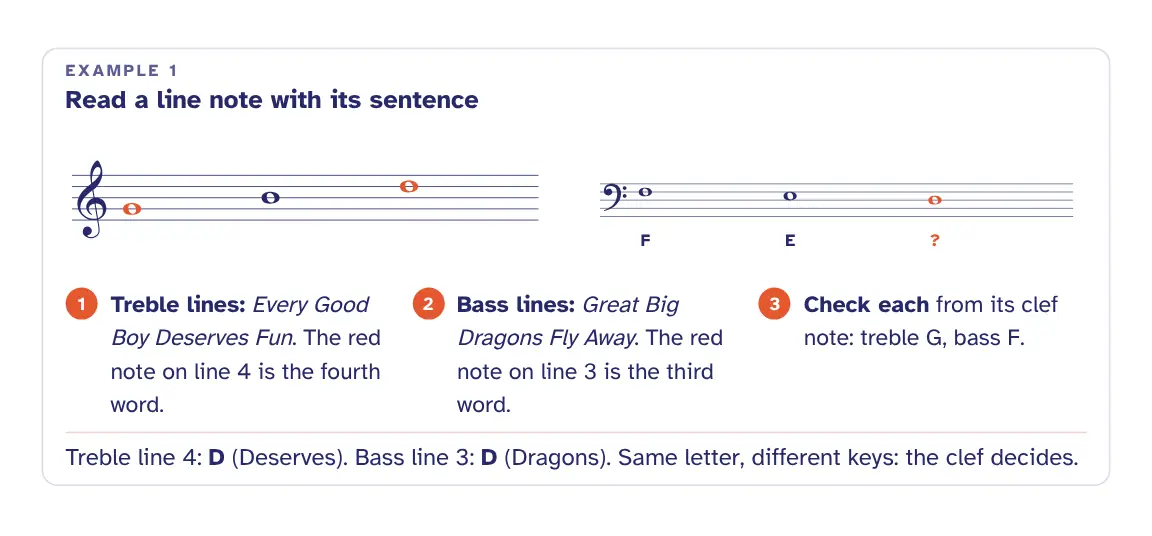 EXAMPLE 1
Read a line note with its sentence
F E ?
1 Treble lines: Every Good
Boy Deserves Fun. The red
note on line 4 is the fourth
word.
2 Bass lines: Great Big
Dragons Fly Away. The red
note on line 3 is the third
word.
3 Check each from its clef
note: treble G, bass F.
Treble line 4: D (Deserves). Bass line 3: D (Dragons). Same letter, different keys: the clef decides.